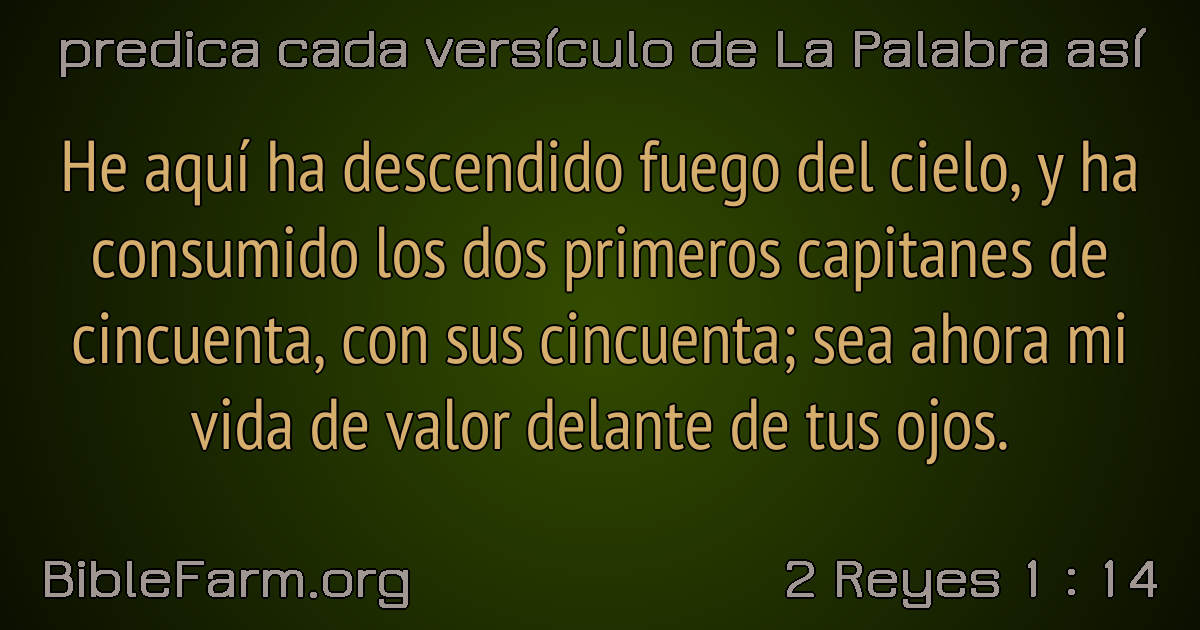 predica cada versículo de La Palabra así
He aquí ha descendido fuego del cielo, y ha
consumido los dos primeros capitanes de
cincuenta, con sus cincuenta; sea ahora mi
vida de valor delante de tus ojos.
BibleFarm.org
2 Reyes 1 : 14